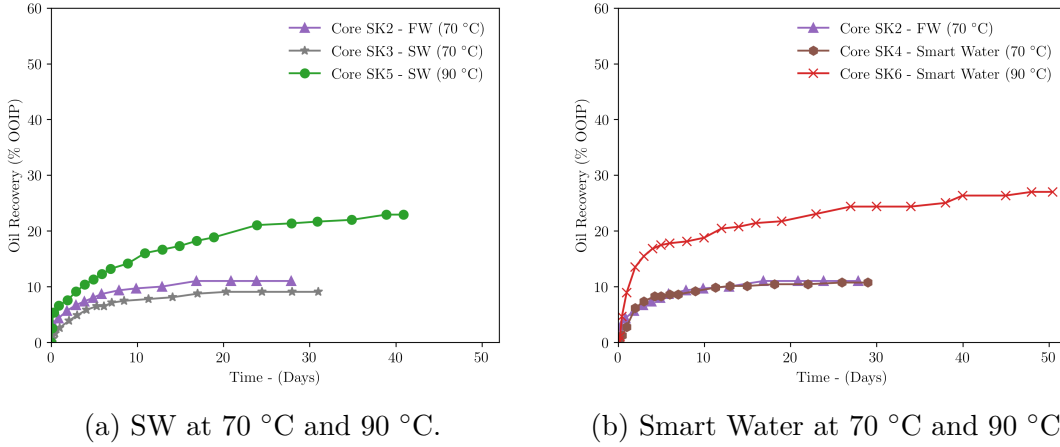 60
50
40
30
20
10
0
0 10 20 30 40 50
Oil Recovery (% OOIP)
Time - (Days)
Core SK2 - FW (70 °C)
Core SK3 - SW (70 °C)
Core SK5 - SW (90 °C)
(a) SW at 70 °C and 90 °C.
60
50
40
30
20
10
0
0 10 20 30 40 50
Oil Recovery (% OOIP)
Time - (Days)
Core SK2 - FW (70 °C)
Core SK4 - Smart Water (70 °C)
Core SK6 - Smart Water (90 °C)
(b) Smart Water at 70 °C and 90 °C